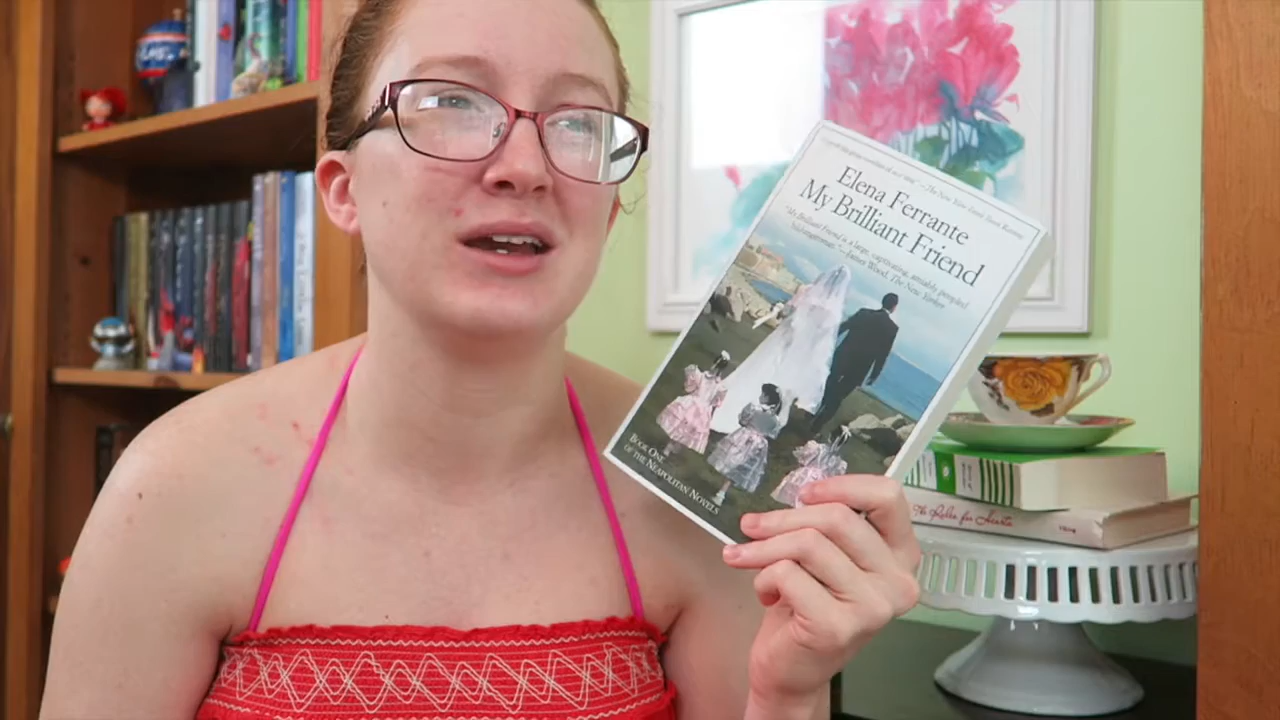 Elena Ferrante
My Brilliant Friend
"My Brilliant Friend is a large, captivating, amiably peopled
bildungsroman."—James Wood, The New Yorker
Book One
of the Neapolitan Novels
The Rules for Hearts